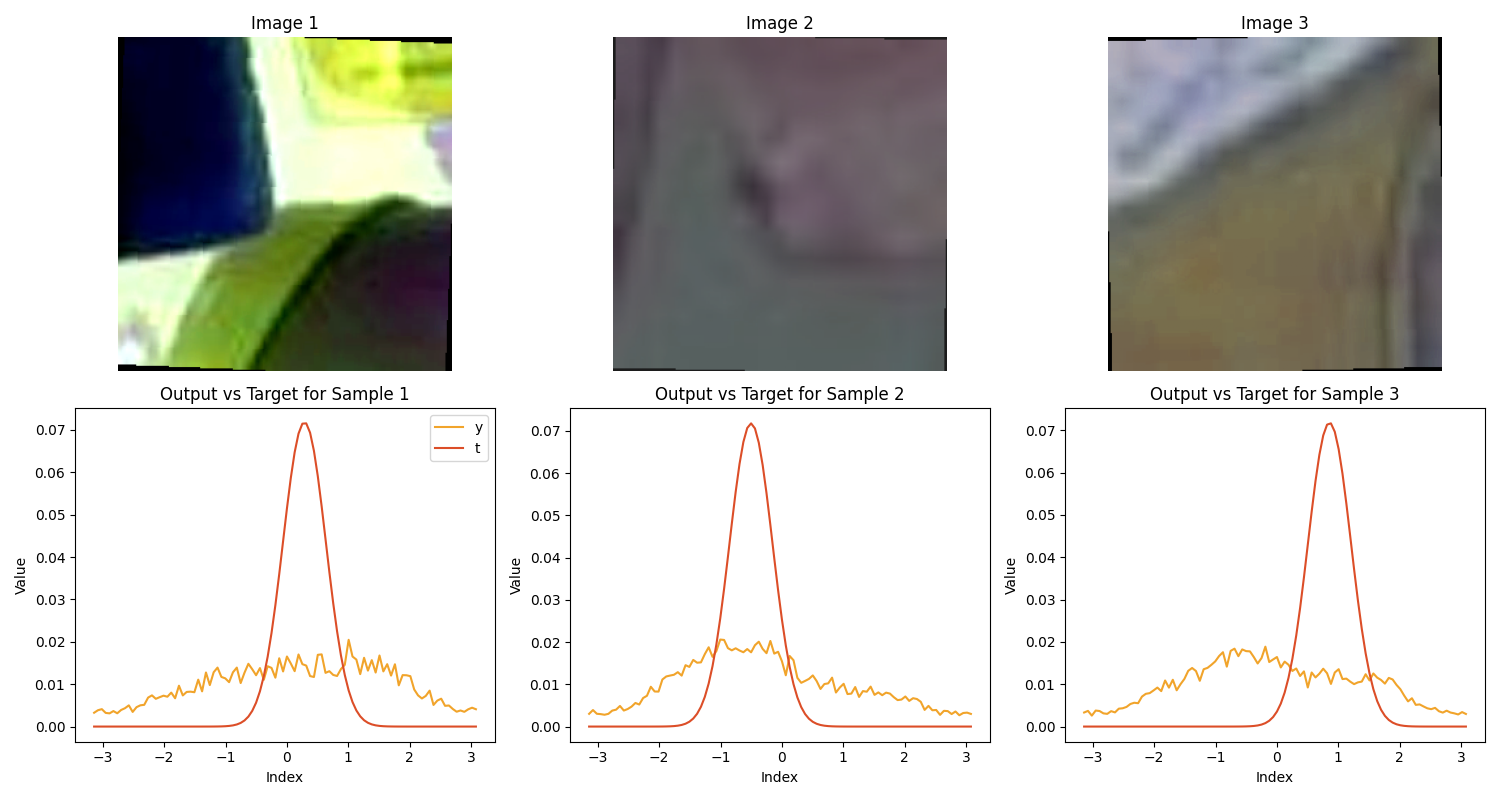 Image 1
Image 2
Image 3
Output vs Target for Sample 1
Output vs Target for Sample 2
Output vs Target for Sample 3
y
t
0.07
0.06
0.05
0.04
0.03
0.02
0.01
0.00
Value
−3 −2 −1 0 1 2 3
Index
0.07
0.06
0.05
0.04
0.03
0.02
0.01
0.00
Value
−3 −2 −1 0 1 2 3
Index
0.07
0.06
0.05
0.04
0.03
0.02
0.01
0.00
Value
−3 −2 −1 0 1 2 3
Index